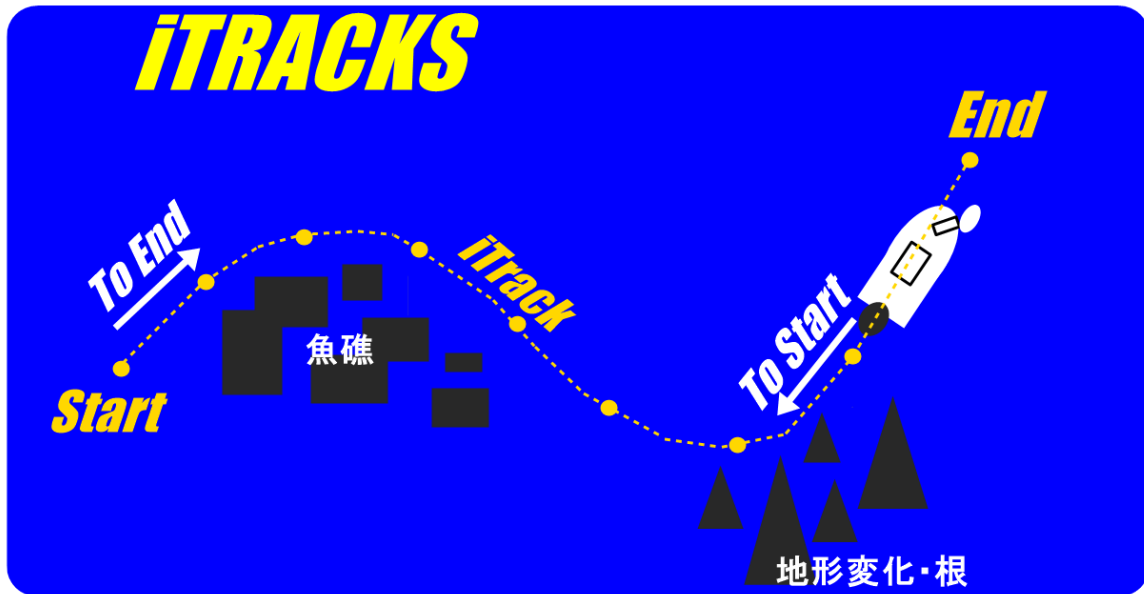 iTRACKS
End
To End
iTrack
To Start
魚礁
Start
地形変化・根